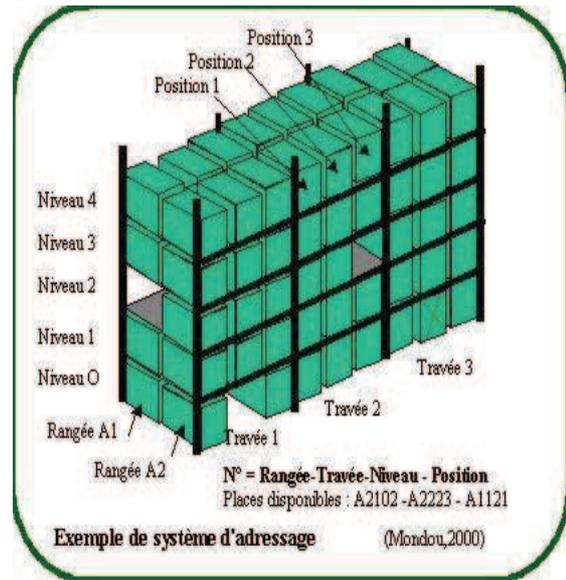 Position 3
Position 2
Position 1
Niveau 4
Niveau 3
Niveau 2
Niveau 1
Niveau O
Rangée A1
Rangée A2
Travée 1
Travée 2
Travée 3
N° = Rangée-Travée-Niveau - Position
Places disponibles : A2102 -A2223 - A1121
Exemple de système d'adressage (Mondou,2000)